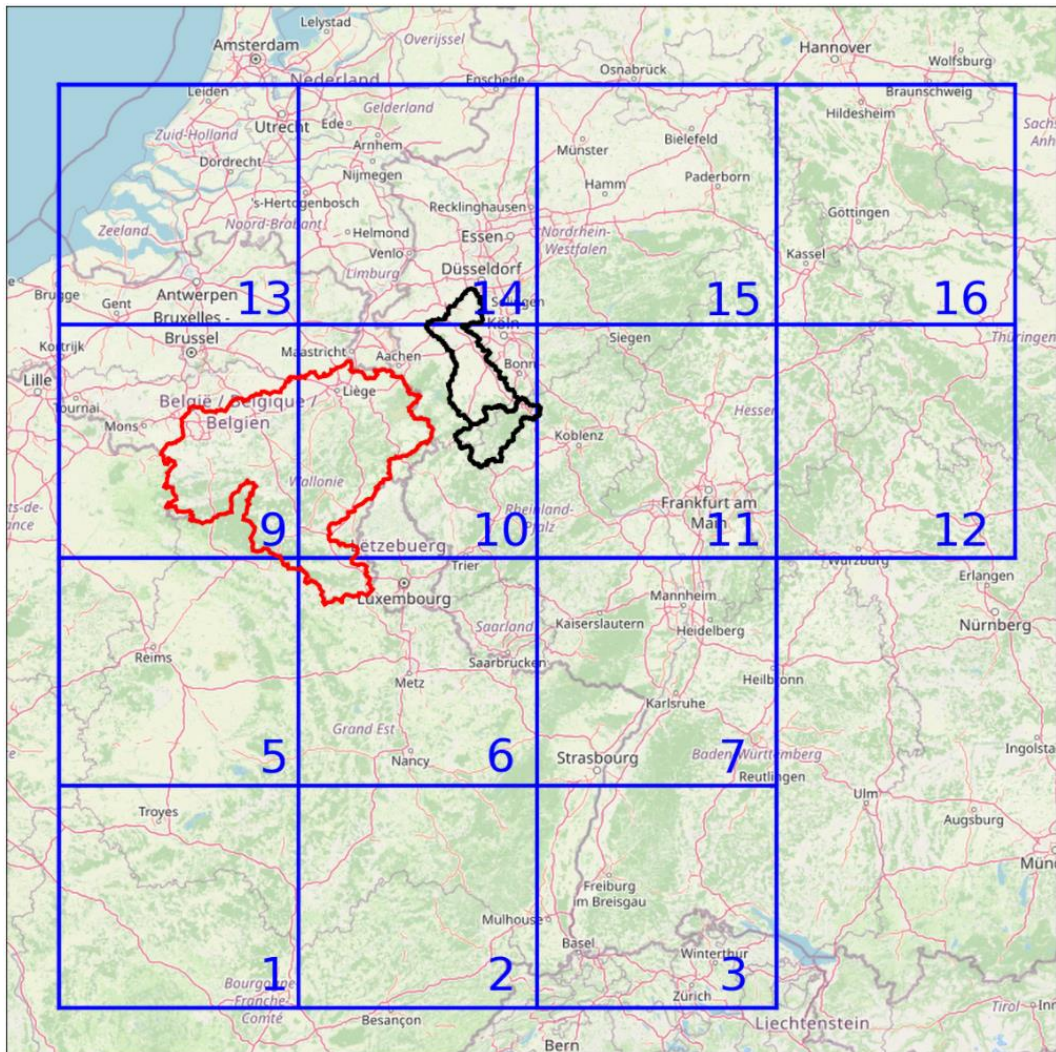 Lelystad
Amsterdam
Overijssel
Hannover
Wolfsburg
Osnabrück
Nederland
Enschede
Braunschweig
Leiden
Gelderland
Hildesheim
Utrecht
Ede
Zuid-Holland
Arnhem
Bielefeld
Münster
Dordrecht
Nijmegen
Paderborn
Hamm
's-Hertogenbosch
Recklinghausen
Göttingen
Zeeland
Noord-Brabant
Helmond
Essen
Nordrhein-
Westfalen
Venlo
Kassel
Limburg
Düsseldorf
Brugge
Gent
Antwerpen
13
14
15
16
Bruxelles -
Brussel
Köln
Thüringen
Kortrijk
Maastricht
Aachen
Siegen
Lille
Bonn
Tournai
Liège
België / Belgique /
Belgien
Hessen
Mons
Koblenz
Wallonie
Frankfurt am
Main
Rheinland-
Pfalz
9
10
11
12
Lëtzebuerg
Trier
Würzburg
Luxembourg
Erlangen
Mannheim
Kaiserslautern
Nürnberg
Saarland
Heidelberg
Reims
Saarbrücken
Metz
Heilbronn
Karlsruhe
Grand Est
Nancy
Strasbourg
Baden-Württemberg
Reutlingen
5
6
7
Ulm
Troyes
Augsburg
Freiburg
im Breisgau
Mulhouse
Basel
Winterthur
1
2
3
Bourgogne
Franche-
Comté
Zürich
Tirol
Besançon
Liechtenstein
Bern